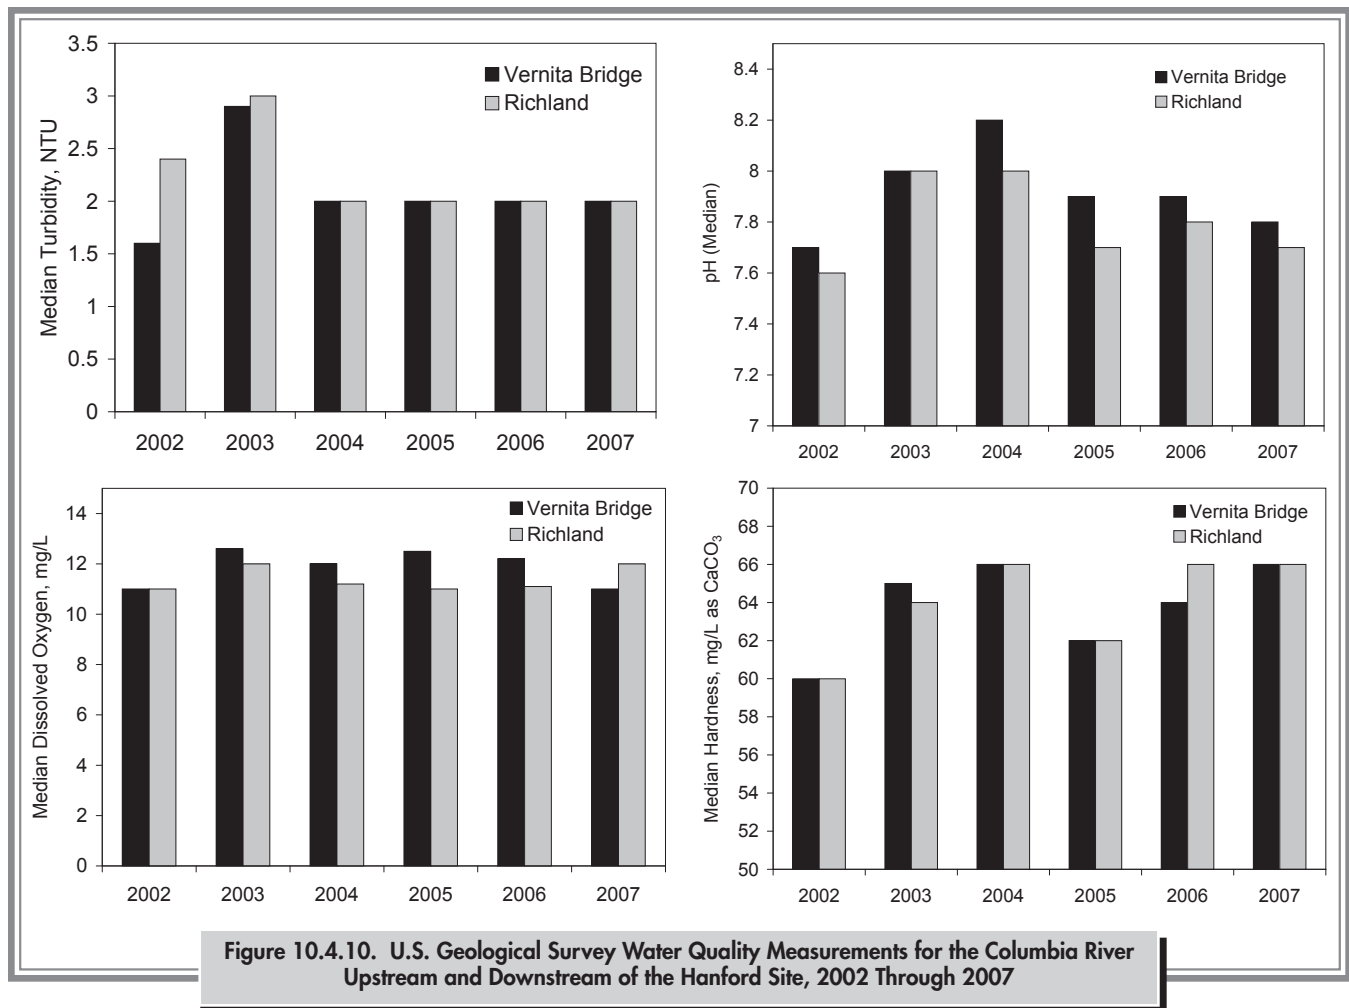 Median Turbidity, NTU
3.5
3
2.5
2
1.5
1
0.5
0
Vernita Bridge
Richland
2002 2003 2004 2005 2006 2007
pH (Median)
8.4
8.2
8
7.8
7.6
7.4
7.2
7
Vernita Bridge
Richland
2002 2003 2004 2005 2006 2007
Median Dissolved Oxygen, mg/L
14
12
10
8
6
4
2
0
Vernita Bridge
Richland
2002 2003 2004 2005 2006 2007
Median Hardness, mg/L as CaCO₃
70
68
66
64
62
60
58
56
54
52
50
Vernita Bridge
Richland
2002 2003 2004 2005 2006 2007
Figure 10.4.10. U.S. Geological Survey Water Quality Measurements for the Columbia River
Upstream and Downstream of the Hanford Site, 2002 Through 2007